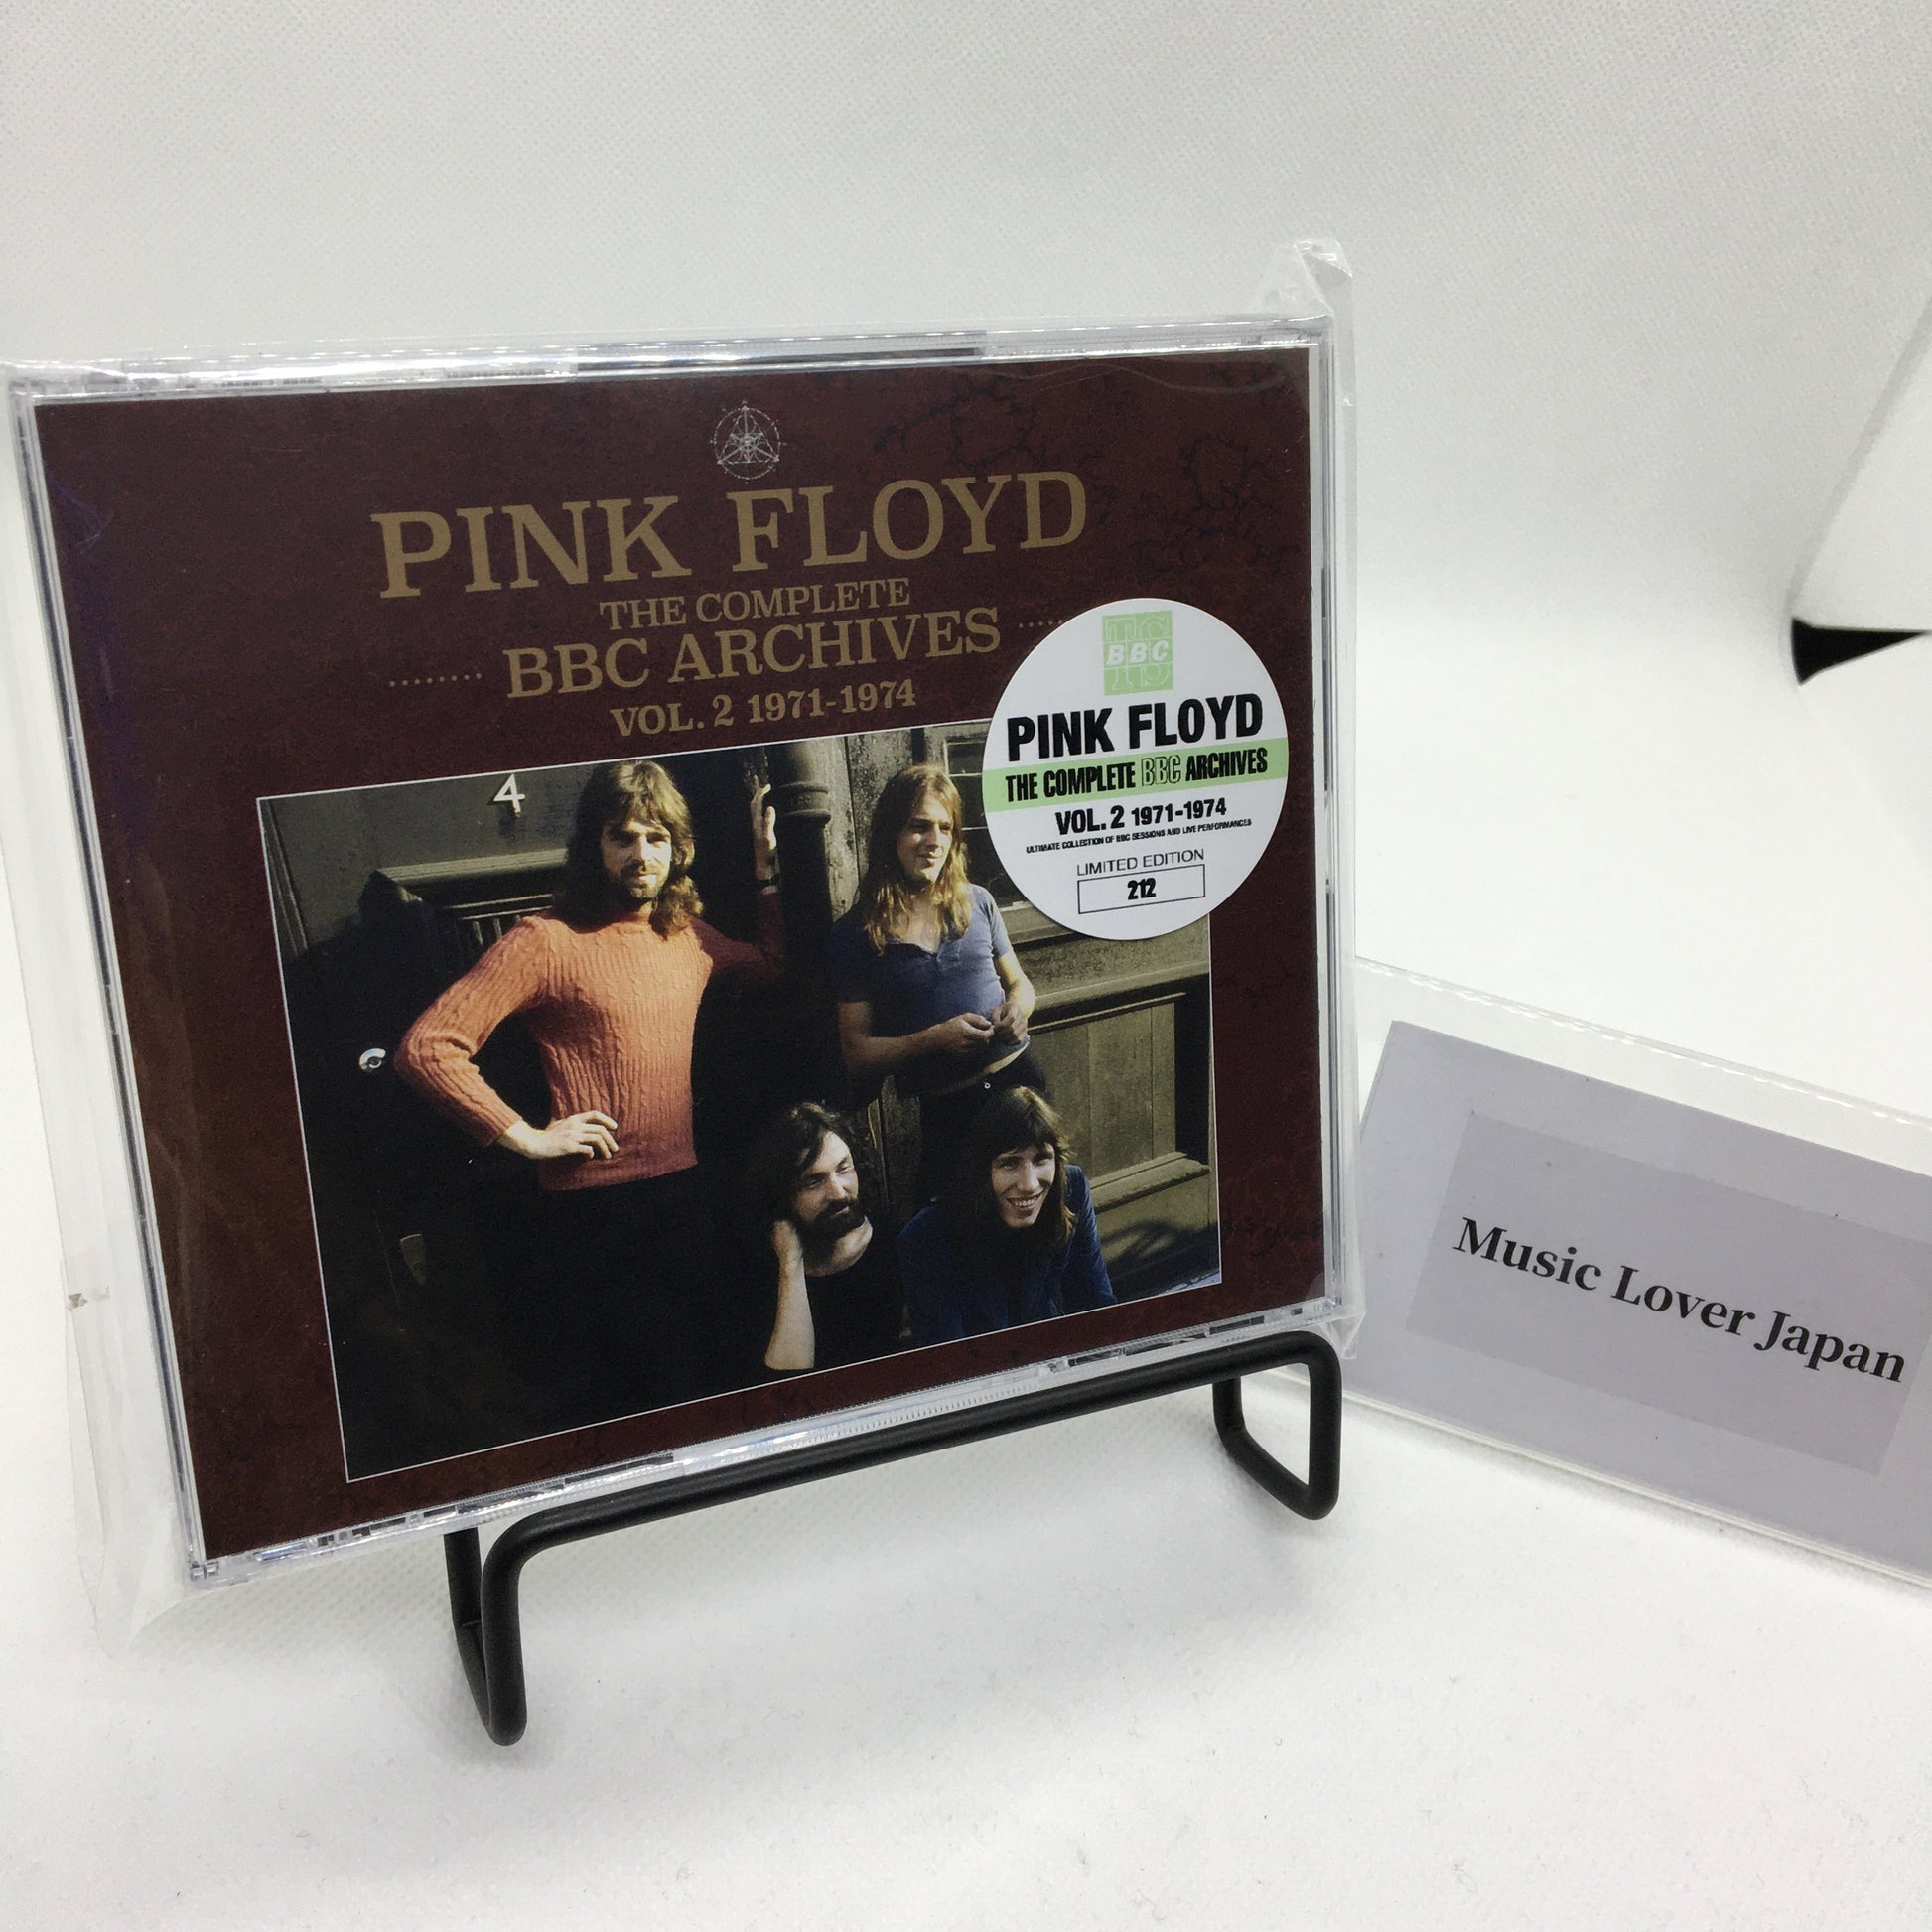 PINK FLOYD
THE COMPLETE
BBC ARCHIVES
VOL. 2 1971-1974
4
BBC
PINK FLOYD
THE COMPLETE BBC ARCHIVES
VOL. 2 1971-1974
ULTIMATE COLLECTION OF BBC SESSIONS AND LIVE PERFORMANCES
LIMITED EDITION
212
Music Lover Japan